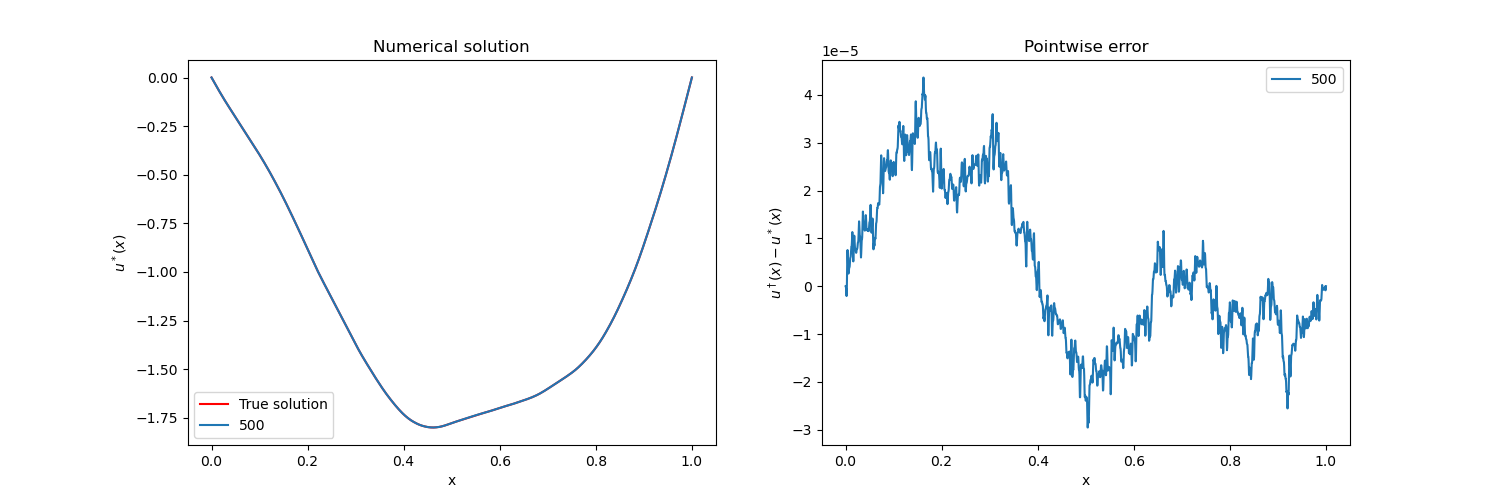 Numerical solution
0.00
−0.25
−0.50
−0.75
−1.00
−1.25
−1.50
−1.75
u*(x)
True solution
500
0.0 0.2 0.4 0.6 0.8 1.0
x
Pointwise error
1e−5
4
3
2
1
0
−1
−2
−3
u†(x) − u*(x)
500
0.0 0.2 0.4 0.6 0.8 1.0
x